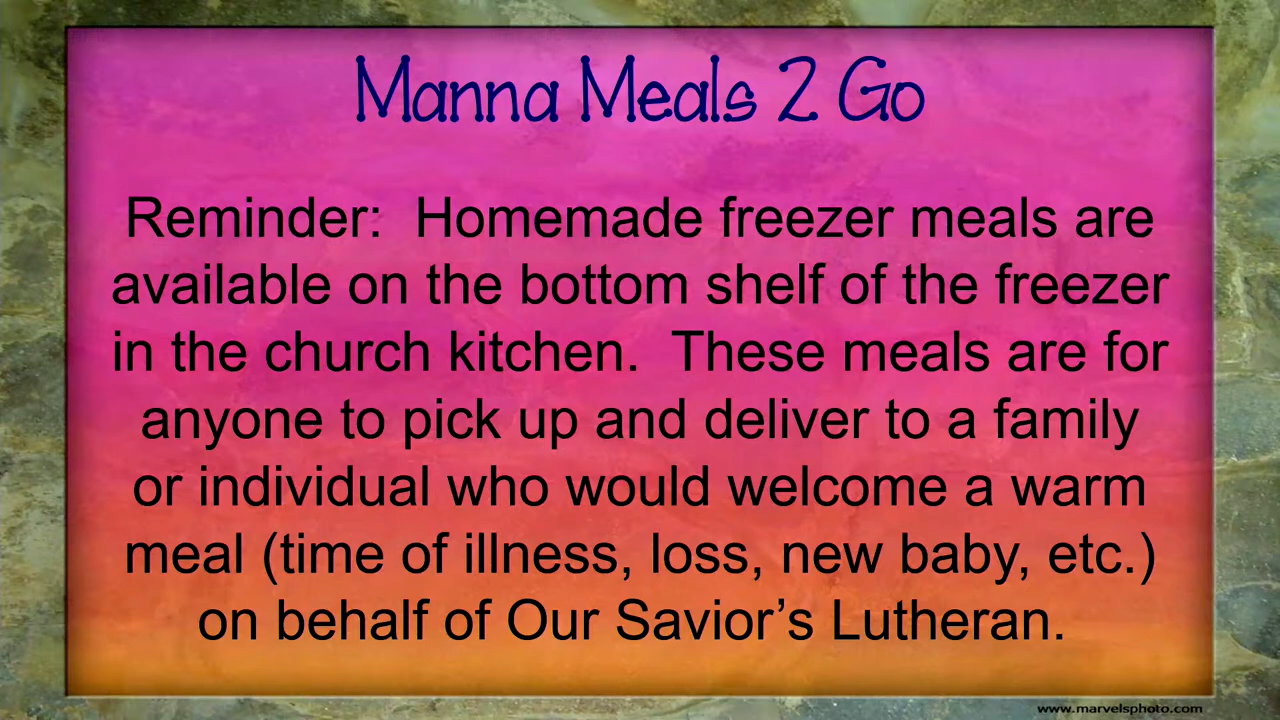 Manna Meals 2 Go
Reminder:  Homemade freezer meals are
available on the bottom shelf of the freezer
in the church kitchen.  These meals are for
anyone to pick up and deliver to a family
or individual who would welcome a warm
meal (time of illness, loss, new baby, etc.)
on behalf of Our Savior’s Lutheran.
www.marvelsphoto.com